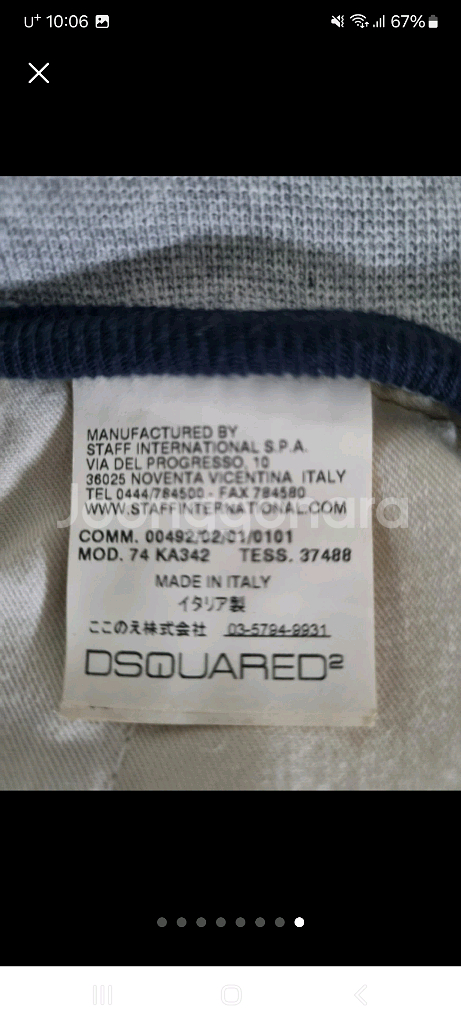 U⁺ 10:06 67%
MANUFACTURED BY
STAFF INTERNATIONAL S.P.A.
VIA DEL PROGRESSO, 10
36025 NOVENTA VICENTINA ITALY
TEL 0444/784500 - FAX 784580
WWW.STAFFINTERNATIONAL.COM
Joonggonara
COMM. 00492/02/01/0101
MOD. 74 KA342 TESS. 37488
MADE IN ITALY
イタリア製
ここのえ株式会社 03-5794-9931
DSQUARED²